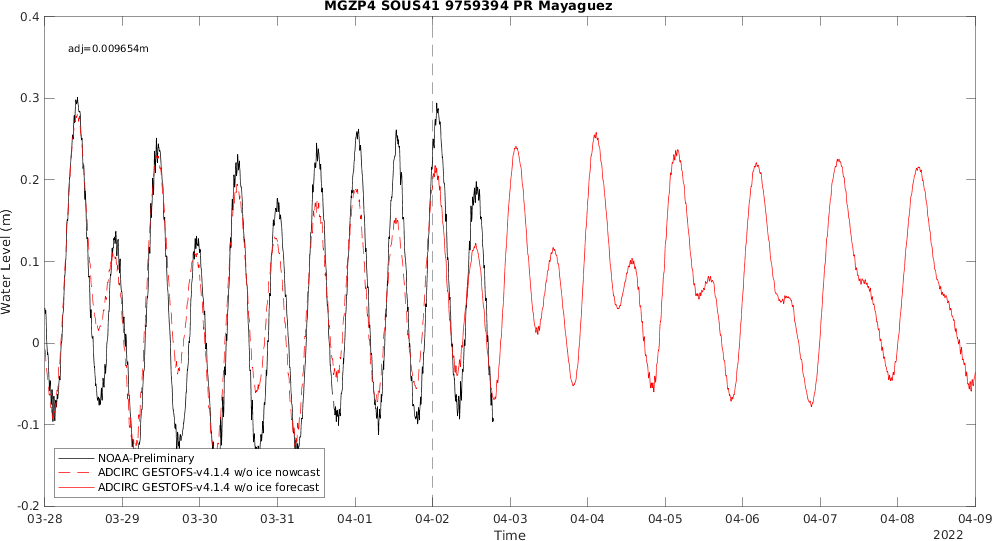 MGZP4 SOUS41 9759394 PR Mayaguez
adj=0.009654m
0.4
0.3
0.2
0.1
0
-0.1
-0.2
Water Level (m)
NOAA-Preliminary
ADCIRC GESTOFS-v4.1.4 w/o ice nowcast
ADCIRC GESTOFS-v4.1.4 w/o ice forecast
03-28 03-29 03-30 03-31 04-01 04-02 04-03 04-04 04-05 04-06 04-07 04-08 04-09
Time
2022